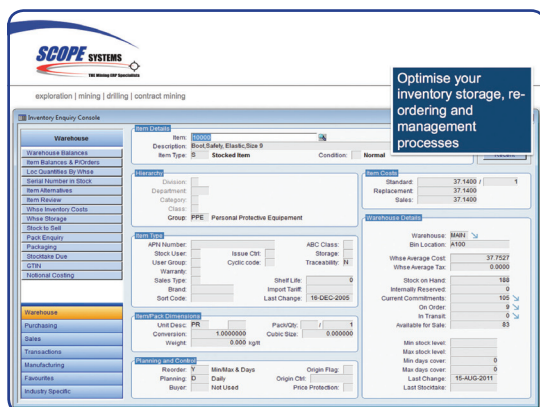 SCOPE SYSTEMS
The Mining ERP Specialists
exploration | mining | drilling | contract mining
Optimise your
inventory storage, re-
ordering and
management
processes
Inventory Enquiry Console
Warehouse
Warehouse Balances
Item Balances & P/Orders
Loc Quantities By Whse
Serial Number in Stock
Item Alternatives
Item Review
Whse Inventory Costs
Whse Storage
Stock to Sell
Pack Enquiry
Packaging
Stocktake Due
GTIN
Notional Costing
Warehouse
Purchasing
Sales
Transactions
Manufacturing
Favourites
Industry Specific
Item Details
Item: 10000
Description: Boot,Safety, Elastic,Size 9
Item Type: S Stocked Item Condition: Normal
Hierarchy
Division:
Department:
Category:
Class:
Group: PPE Personal Protective Equipement
Item Type
APN Number: ABC Class:
Stock User: Issue Ctrl: Storage:
User Group: Cyclic code: Traceability: N
Warranty:
Sales Type: Shelf Life: 0
Brand Import Tariff:
Sort Code: Last Change: 16-DEC-2005
Item/Pack Dimensions
Unit Desc: PR Pack/Qty: / 1
Conversion: 1.0000000 Cubic Size: 0.000000
Weight: 0.000 kg/lt
Planning and Control
Reorder: Y Min/Max & Days Origin Flag:
Planning: D Daily Origin Ctrl:
Buyer: Not Used Price Protection:
Item Costs
Standard: 37.1400 / 1
Replacement: 37.1400
Sales: 37.1400
Warehouse Details
Warehouse: MAIN
Bin Location: A100
Whse Average Cost: 37.7527
Whse Average Tax: 0.0000
Stock on Hand: 188
Internally Reserved: 0
Current Commitments: 105
On Order: 9
In Transit: 0
Available for Sale: 83
Min stock level:
Max stock level:
Min days cover: 0
Max days cover: 0
Last Change: 15-AUG-2011
Last Stocktake: